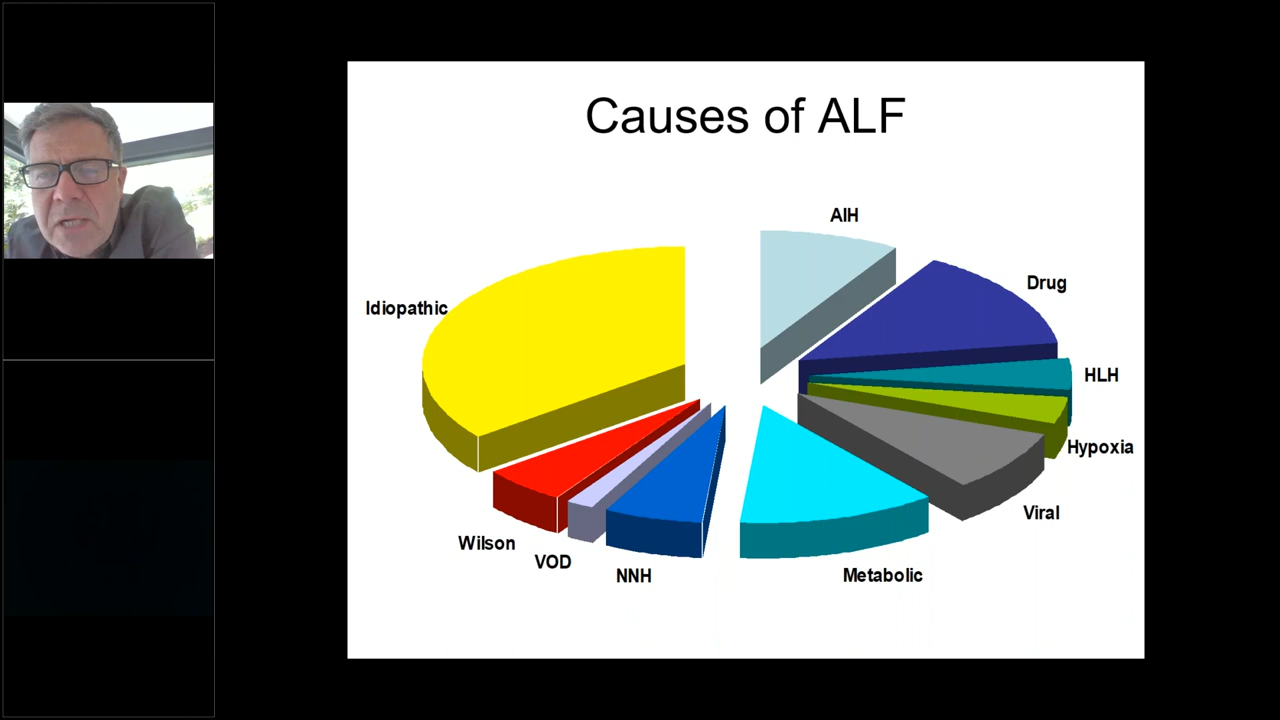 Causes of ALF
AIH
Drug
Idiopathic
HLH
Hypoxia
Viral
Wilson
VOD
NNH
Metabolic